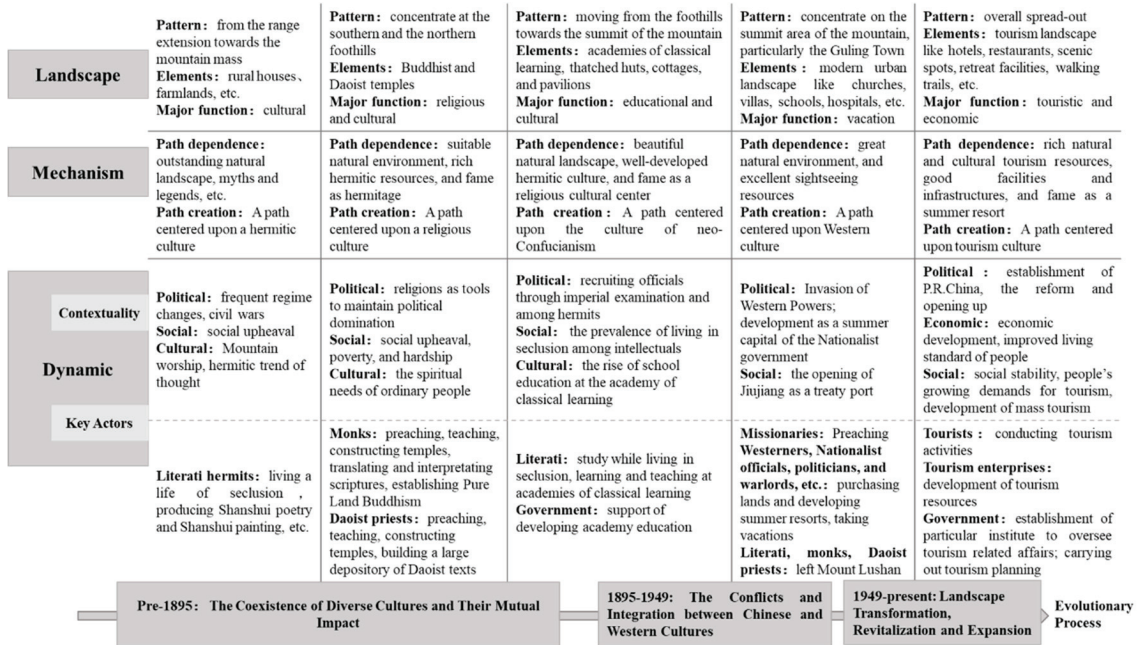 Landscape
Pattern： from the range
extension towards the
mountain mass
Elements: rural houses、
farmlands, etc.
Major function： cultural
Pattern： concentrate at the
southern and the northern
foothills
Elements： Buddhist and
Daoist temples
Major function： religious
and cultural
Pattern： moving from the foothills
towards the summit of the mountain
Elements： academies of classical
learning, thatched huts, cottages,
and pavilions
Major function： educational and
cultural
Pattern： concentrate on the
summit area of the mountain,
particularly the Guling Town
Elements： modern urban
landscape like churches,
villas, schools, hospitals, etc.
Major function： vacation
Pattern： overall spread-out
Elements： tourism landscape
like hotels, restaurants, scenic
spots, retreat facilities, walking
trails, etc.
Major function： touristic and
economic
Mechanism
Path dependence：
outstanding natural
landscape, myths and
legends, etc.
Path creation： A path
centered upon a hermitic
culture
Path dependence： suitable
natural environment, rich
hermitic resources, and fame
as hermitage
Path creation： A path
centered upon a religious
culture
Path dependence： beautiful
natural landscape, well-developed
hermitic culture, and fame as a
religious cultural center
Path creation： A path centered
upon the culture of neo-
Confucianism
Path dependence： great
natural environment, and
excellent sightseeing
resources
Path creation： A path
centered upon Western
culture
Path dependence： rich natural
and cultural tourism resources,
good facilities and
infrastructures, and fame as a
summer resort
Path creation： A path centered
upon tourism culture
Dynamic
Contextuality
Political： frequent regime
changes, civil wars
Social： social upheaval
Cultural： Mountain
worship, hermitic trend of
thought
Political： religions as tools
to maintain political
domination
Social： social upheaval,
poverty, and hardship
Cultural： the spiritual
needs of ordinary people
Political： recruiting officials
through imperial examination and
among hermits
Social： the prevalence of living in
seclusion among intellectuals
Cultural： the rise of school
education at the academy of
classical learning
Political： Invasion of
Western Powers;
development as a summer
capital of the Nationalist
government
Social： the opening of
Jiujiang as a treaty port
Political ： establishment of
P.R.China, the reform and
opening up
Economic： economic
development, improved living
standard of people
Social： social stability, people's
growing demands for tourism,
development of mass tourism
Key Actors
Literati hermits： living a
life of seclusion ,
producing Shanshui poetry
and Shanshui painting, etc.
Monks： preaching, teaching,
constructing temples,
translating and interpretating
scriptures, establishing Pure
Land Buddhism
Daoist priests： preaching,
teaching, constructing
temples, building a large
depository of Daoist texts
Literati： study while living in
seclusion, learning and teaching at
academies of classical learning
Government： support of
developing academy education
Missionaries： Preaching
Westerners, Nationalist
officials, politicians, and
warlords, etc.： purchasing
lands and developing
summer resorts, taking
vacations
Literati, monks, Daoist
priests： left Mount Lushan
Tourists： conducting tourism
activities
Tourism enterprises：
development of tourism
resources
Government： establishment of
particular institute to oversee
tourism related affairs; carrying
out tourism planning
Pre-1895： The Coexistence of Diverse Cultures and Their Mutual
Impact
1895-1949: The Conflicts and
Integration between Chinese and
Western Cultures
1949-present: Landscape
Transformation,
Revitalization and Expansion
Evolutionary
Process